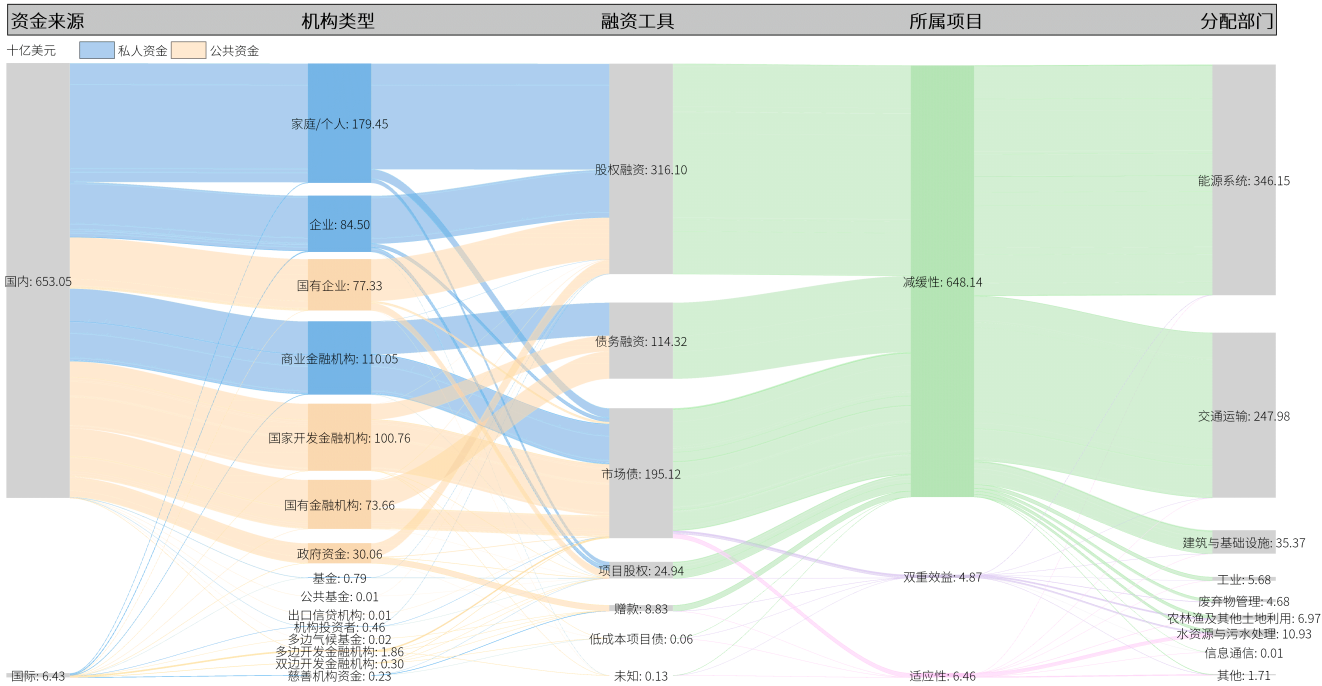 资金来源 机构类型 融资工具 所属项目 分配部门
十亿美元 私人资金 公共资金
国内: 653.05
国际: 6.43
家庭/个人: 179.45
企业: 84.50
国有企业: 77.33
商业金融机构: 110.05
国家开发金融机构: 100.76
国有金融机构: 73.66
政府资金: 30.06
基金: 0.79
公共基金: 0.01
出口信贷机构: 0.01
机构投资者: 0.46
多边气候基金: 0.02
多边开发金融机构: 1.86
双边开发金融机构: 0.30
慈善机构资金: 0.23
股权融资: 316.10
债务融资: 114.32
市场债: 195.12
项目股权: 24.94
赠款: 8.83
低成本项目债: 0.06
未知: 0.13
减缓性: 648.14
双重效益: 4.87
适应性: 6.46
能源系统: 346.15
交通运输: 247.98
建筑与基础设施: 35.37
工业: 5.68
废弃物管理: 4.68
农林渔及其他土地利用: 6.97
水资源与污水处理: 10.93
信息通信: 0.01
其他: 1.71